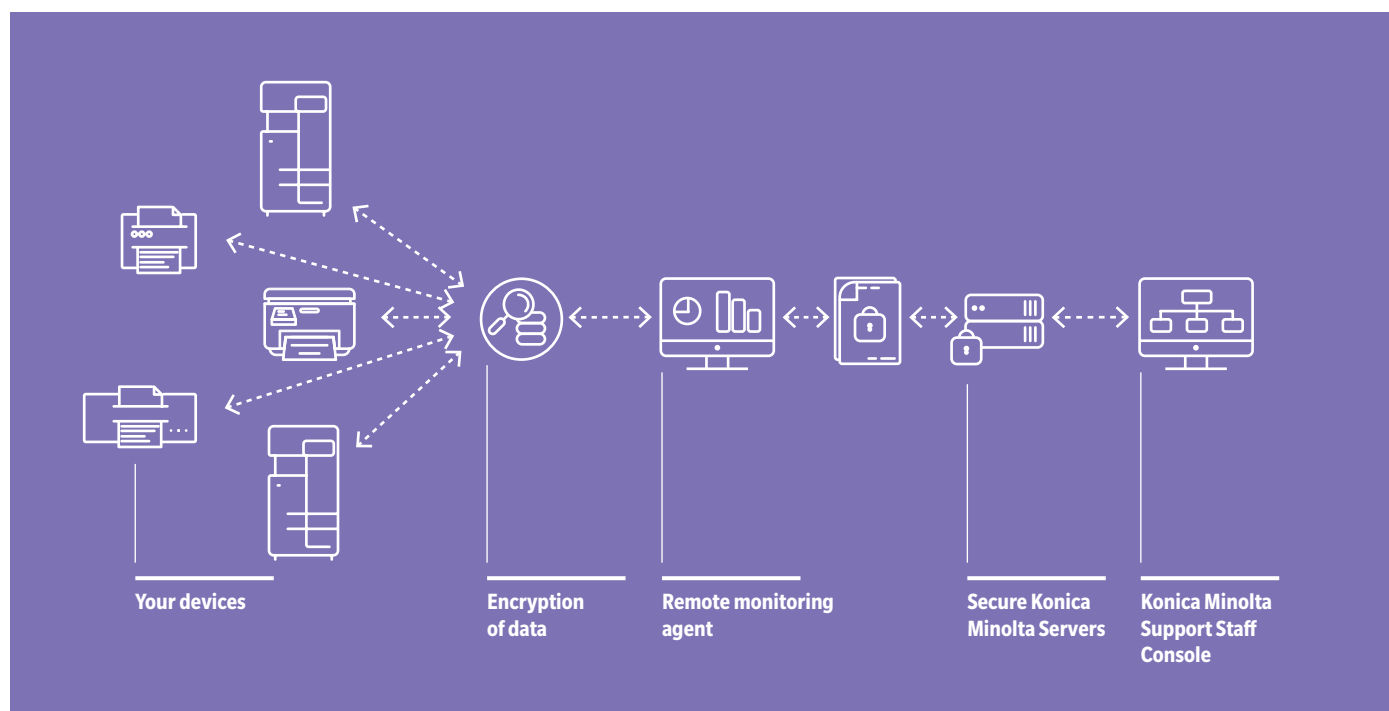 Your devices
Encryption
of data
Remote monitoring
agent
Secure Konica
Minolta Servers
Konica Minolta
Support Staff
Console